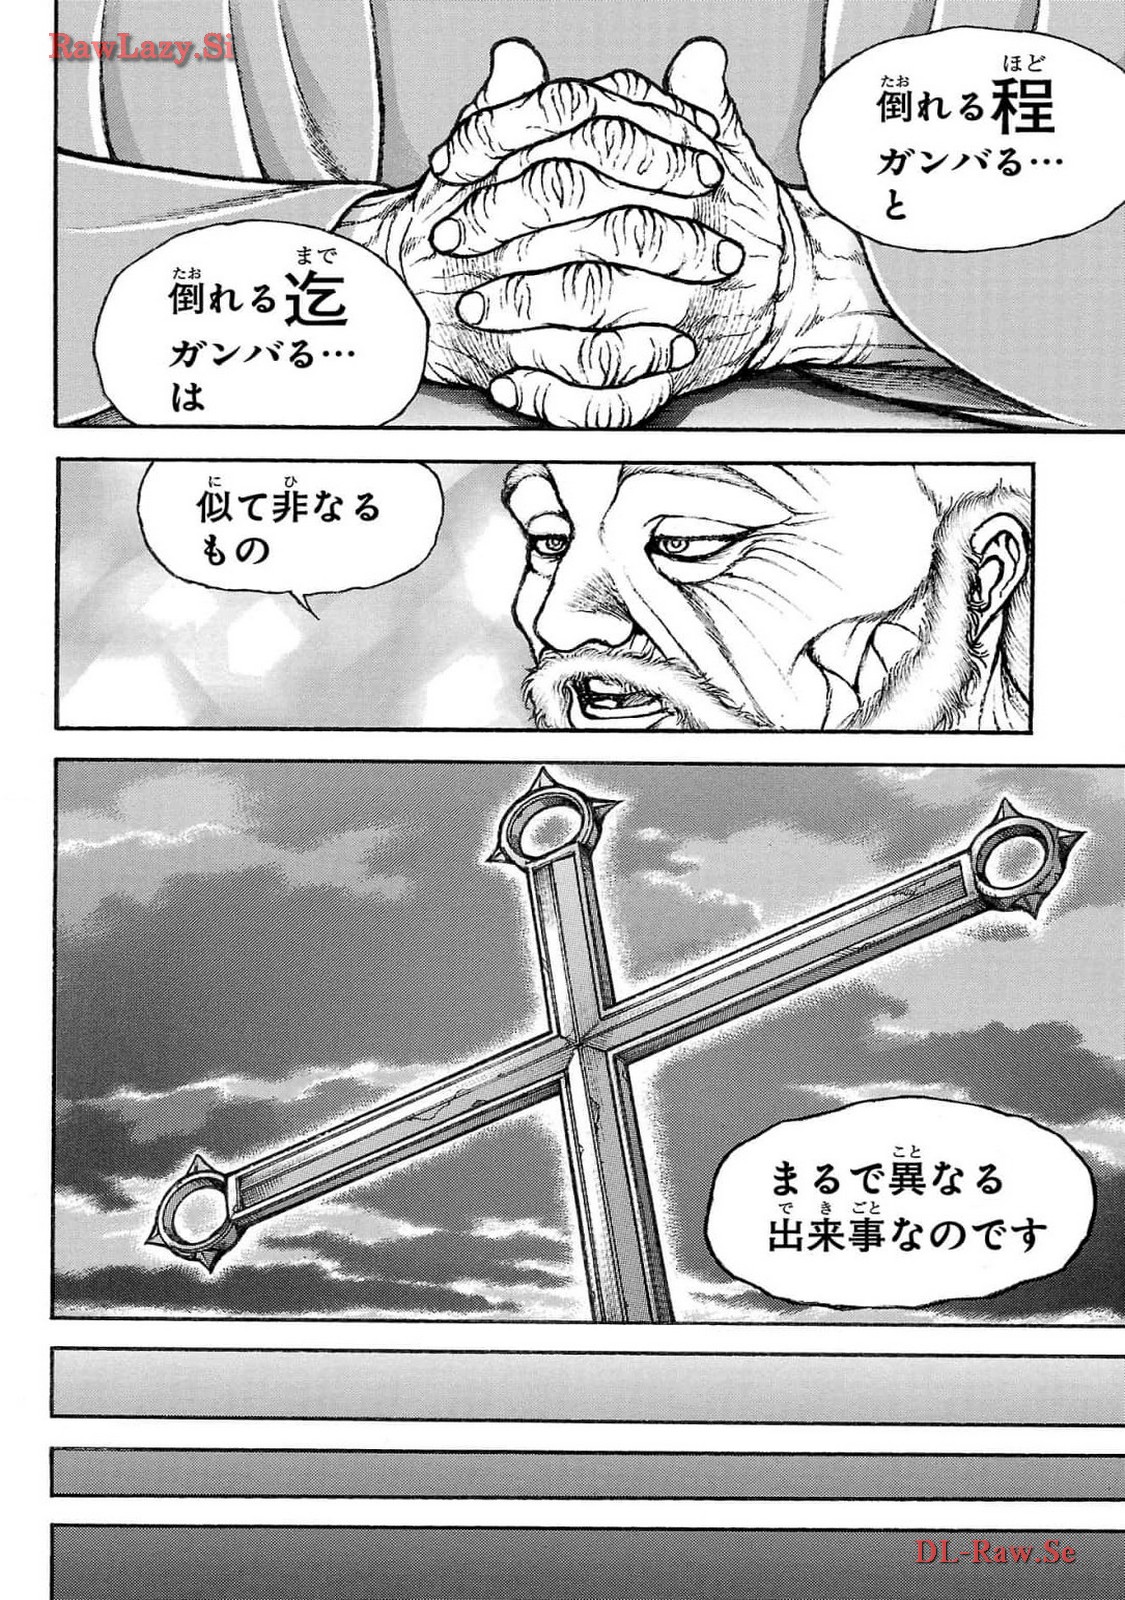 RawLazy.Si
倒れる程
ガンバる…
と
倒れる迄
ガンバる…
は
似て非なる
もの
まるで異なる
出来事なのです
DL-Raw.Se